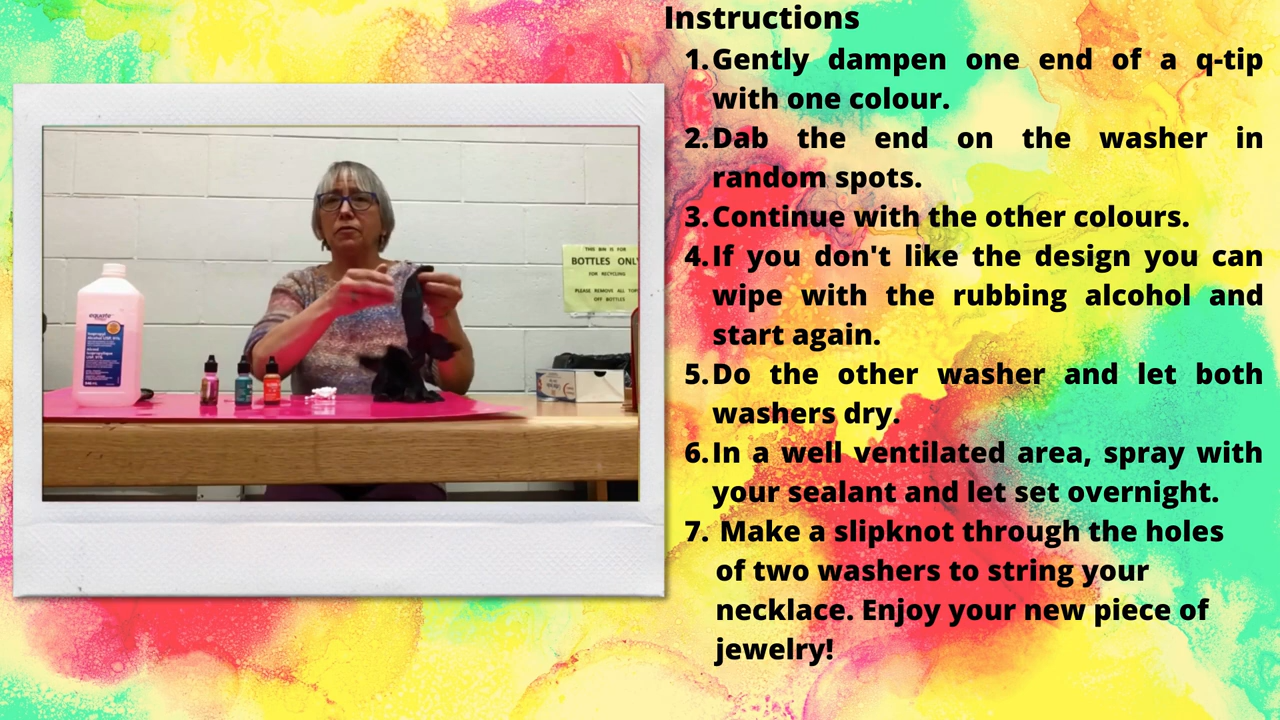 Instructions
1. Gently dampen one end of a q-tip
with one colour.
2. Dab the end on the washer in
random spots.
3. Continue with the other colours.
4. If you don't like the design you can
wipe with the rubbing alcohol and
start again.
5. Do the other washer and let both
washers dry.
6. In a well ventilated area, spray with
your sealant and let set overnight.
7. Make a slipknot through the holes
of two washers to string your
necklace. Enjoy your new piece of
jewelry!
THIS BIN IS FOR
BOTTLES ONLY
FOR RECYCLING
PLEASE REMOVE ALL TOPS
OFF BOTTLES
equate